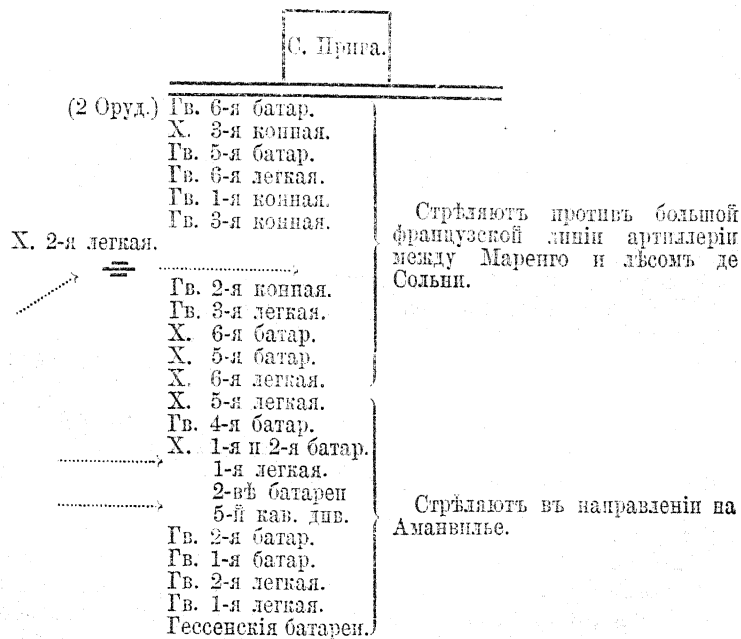 С. Прига.
(2 Оруд.) Гв. 6-я батар.
X. 3-я конная.
Гв. 5-я батар.
Гв. 6-я легкая.
Гв. 1-я конная.
Гв. 3-я конная.
X. 2-я легкая.
Гв. 2-я конная.
Гв. 3-я легкая.
X. 6-я батар.
X. 5-я батар.
X. 6-я легкая.
X. 5-я легкая.
Гв. 4-я батар.
X. 1-я и 2-я батар.
1-я легкая.
2-вѣ батареи
5-й кав. див.
Гв. 2-я батар.
Гв. 1-я батар.
Гв. 2-я легкая.
Гв. 1-я легкая.
Гессенскія батареи.
Стрѣляютъ противъ большой
французской линіи артиллеріи
между Маренго и лѣсомъ де
Сольни.
Стрѣляютъ въ направленіи на
Аманвилье.